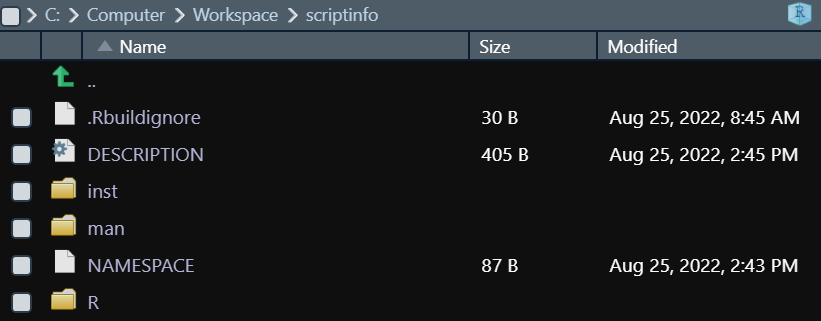 C: Computer Workspace scriptinfo R
Name Size Modified
..
.Rbuildignore 30 B Aug 25, 2022, 8:45 AM
DESCRIPTION 405 B Aug 25, 2022, 2:45 PM
inst
man
NAMESPACE 87 B Aug 25, 2022, 2:43 PM
R